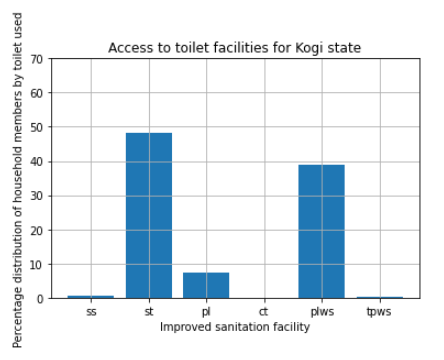 Access to toilet facilities for Kogi state
Percentage distribution of household members by toilet used
70
60
50
40
30
20
10
0
ss st pl ct plws tpws
Improved sanitation facility